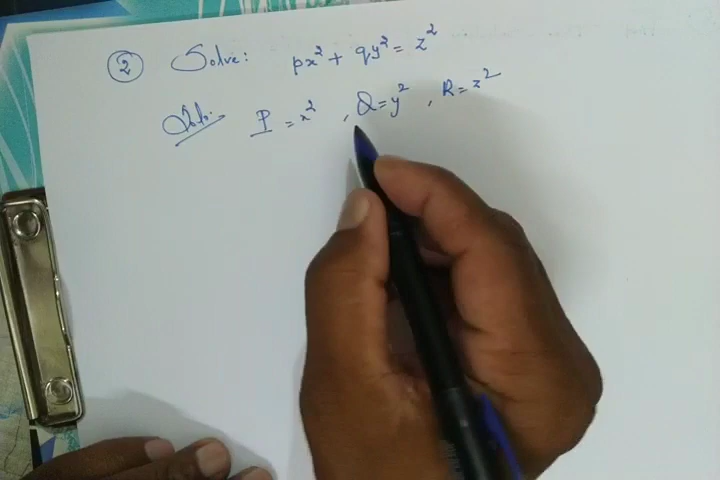 ② Solve: px² + qy² = z²
Soln: P = x² , Q = y² , R = z²